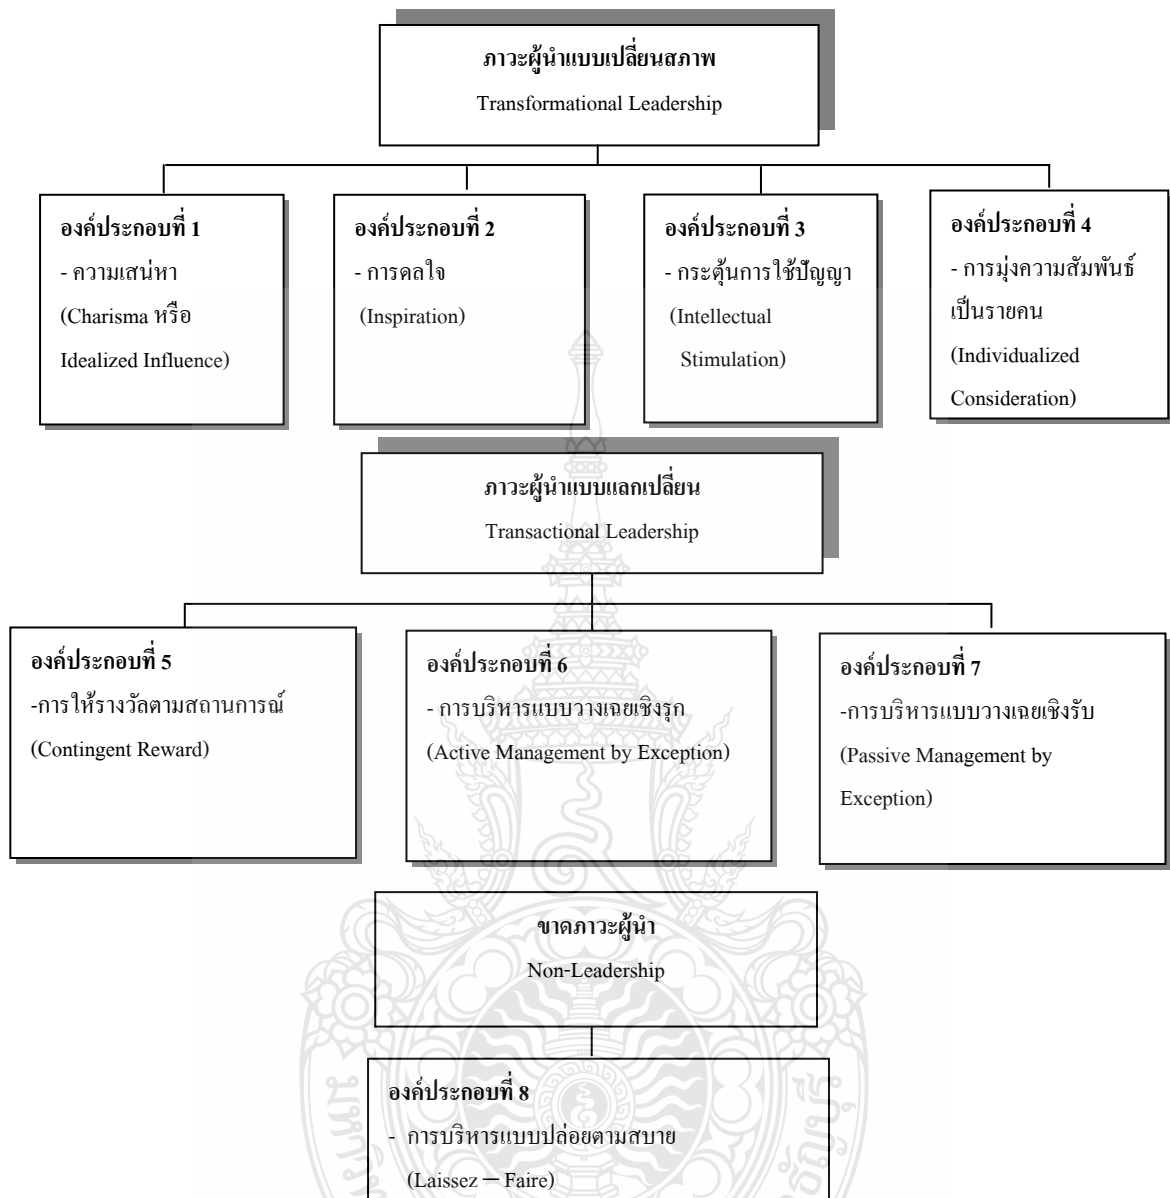 ภาวะผู้นำแบบเปลี่ยนสภาพ
Transformational Leadership
องค์ประกอบที่ 1
- ความเสน่หา
(Charisma หรือ
Idealized Influence)
องค์ประกอบที่ 2
- การดลใจ
(Inspiration)
องค์ประกอบที่ 3
- กระตุ้นการใช้ปัญญา
(Intellectual
Stimulation)
องค์ประกอบที่ 4
- การมุ่งความสัมพันธ์
เป็นรายคน
(Individualized
Consideration)
ภาวะผู้นำแบบแลกเปลี่ยน
Transactional Leadership
องค์ประกอบที่ 5
-การให้รางวัลตามสถานการณ์
(Contingent Reward)
องค์ประกอบที่ 6
- การบริหารแบบวางเฉยเชิงรุก
(Active Management by Exception)
องค์ประกอบที่ 7
-การบริหารแบบวางเฉยเชิงรับ
(Passive Management by
Exception)
ขาดภาวะผู้นำ
Non-Leadership
องค์ประกอบที่ 8
- การบริหารแบบปล่อยตามสบาย
(Laissez – Faire)